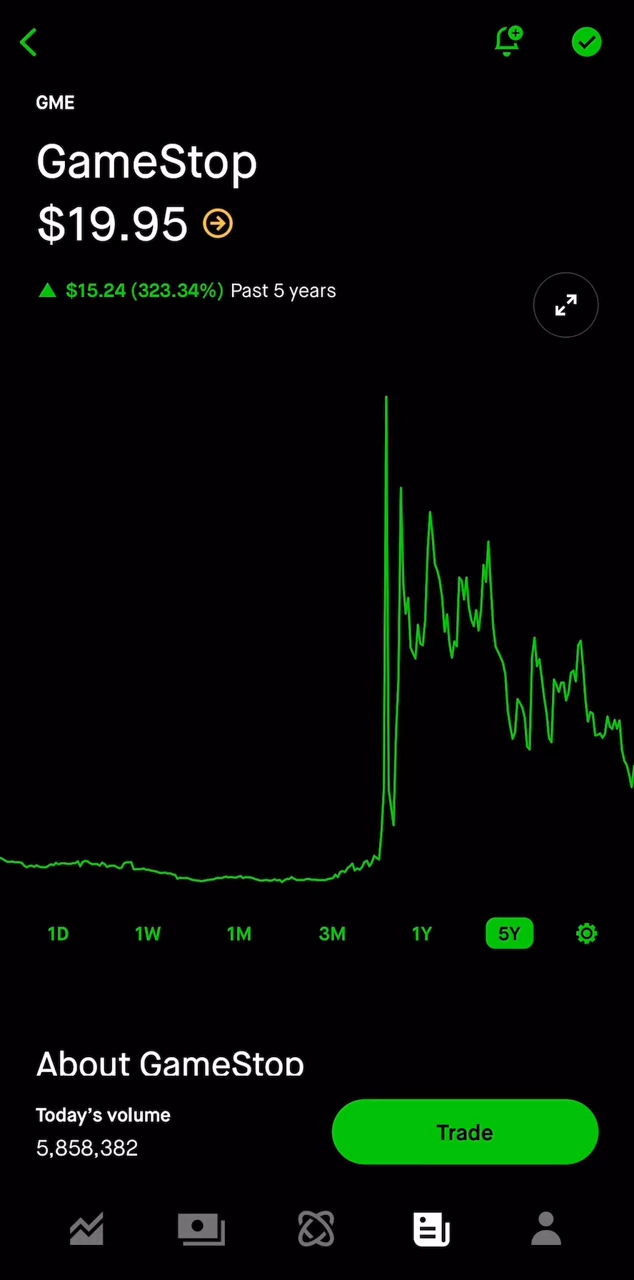 GME
GameStop
$19.95
$15.24 (323.34%) Past 5 years
1D 1W 1M 3M 1Y 5Y
About GameStop
Today's volume
5,858,382
Trade